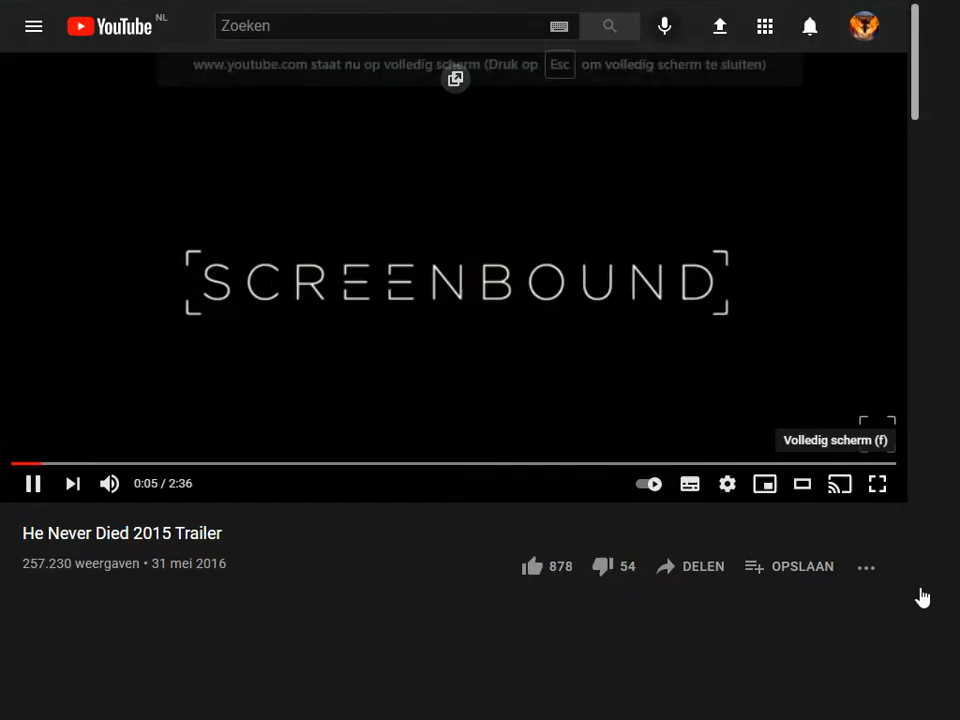 YouTube NL
Zoeken
www.youtube.com staat nu op volledig scherm (Druk op Esc om volledig scherm te sluiten)
SCREENBOUND
Volledig scherm (f)
0:05 / 2:36
He Never Died 2015 Trailer
257.230 weergaven • 31 mei 2016
878 54 DELEN OPSLAAN